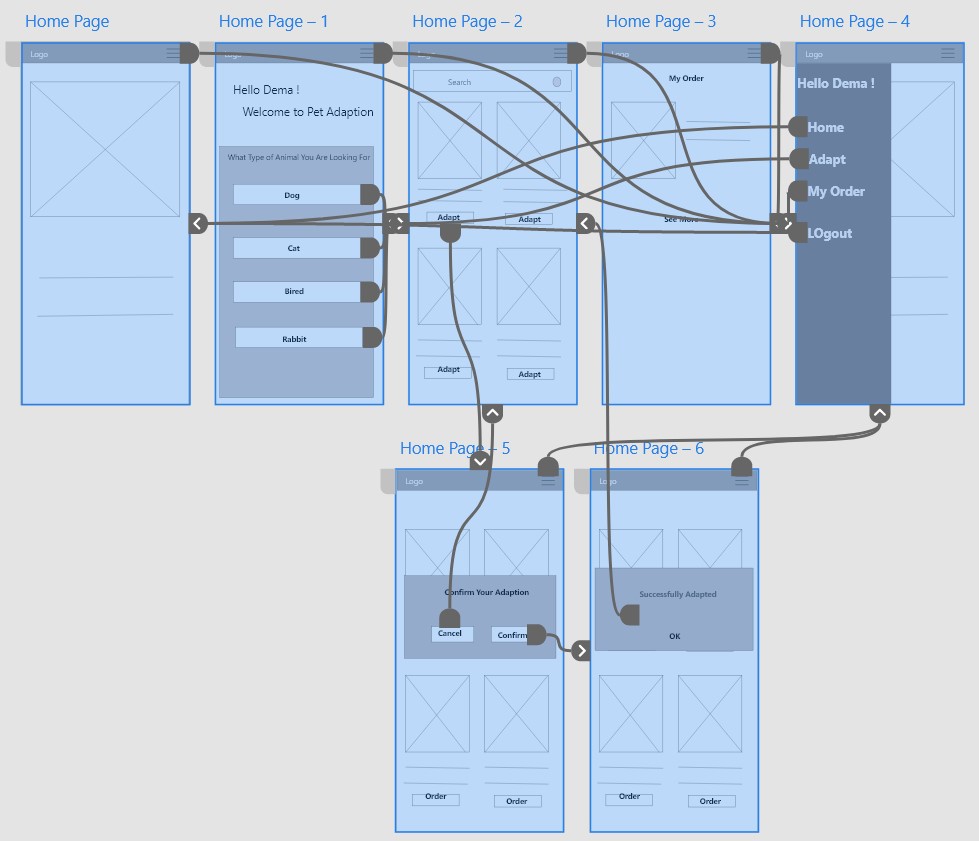 Home Page
Home Page – 1
Home Page – 2
Home Page – 3
Home Page – 4
Logo
Hello Dema !
Welcome to Pet Adaption
What Type of Animal You Are Looking For
Dog
Cat
Bired
Rabbit
Search
Adapt
Adapt
Adapt
Adapt
Logo
My Order
See More
Logo
Hello Dema !
Home
Adapt
My Order
LOgout
Home Page – 5
Home Page – 6
Logo
Confirm Your Adaption
Cancel
Confirm
Order
Order
Logo
Successfully Adapted
OK
Order
Order